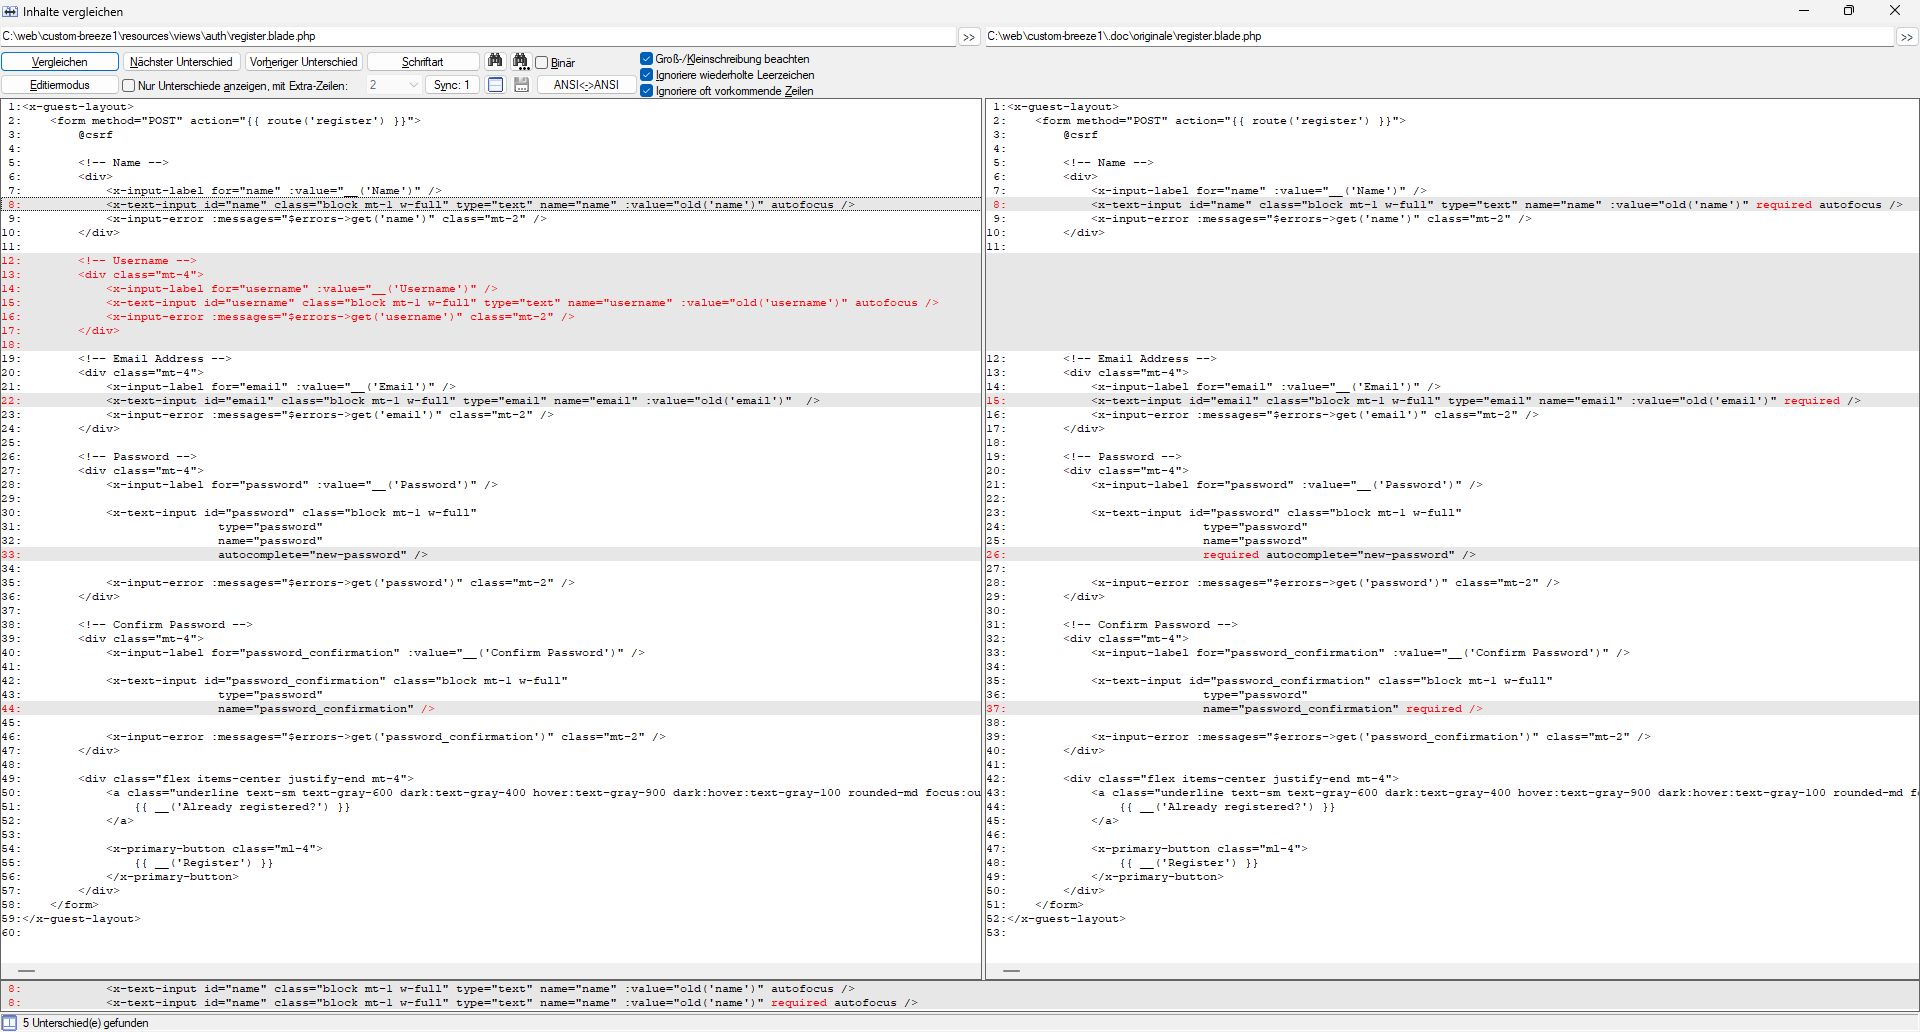 Inhalte vergleichen
C:\web\custom-breeze1\resources\views\auth\register.blade.php
>>
C:\web\custom-breeze1\.doc\originale\register.blade.php
>>
Vergleichen
Nächster Unterschied
Vorheriger Unterschied
Schriftart
Binär
Groß-/Kleinschreibung beachten
Ignoriere wiederholte Leerzeichen
Editiermodus
Nur Unterschiede anzeigen, mit Extra-Zeilen:
2
Sync: 1
ANSI<->ANSI
Ignoriere oft vorkommende Zeilen
1:<x-guest-layout>
2:    <form method="POST" action="{{ route('register') }}">
3:        @csrf
4:
5:        <!-- Name -->
6:        <div>
7:            <x-input-label for="name" :value="__('Name')" />
8:            <x-text-input id="name" class="block mt-1 w-full" type="text" name="name" :value="old('name')" autofocus />
9:            <x-input-error :messages="$errors->get('name')" class="mt-2" />
10:        </div>
11:
12:        <!-- Username -->
13:        <div class="mt-4">
14:            <x-input-label for="username" :value="__('Username')" />
15:            <x-text-input id="username" class="block mt-1 w-full" type="text" name="username" :value="old('username')" autofocus />
16:            <x-input-error :messages="$errors->get('username')" class="mt-2" />
17:        </div>
18:
19:        <!-- Email Address -->
20:        <div class="mt-4">
21:            <x-input-label for="email" :value="__('Email')" />
22:            <x-text-input id="email" class="block mt-1 w-full" type="email" name="email" :value="old('email')"  />
23:            <x-input-error :messages="$errors->get('email')" class="mt-2" />
24:        </div>
25:
26:        <!-- Password -->
27:        <div class="mt-4">
28:            <x-input-label for="password" :value="__('Password')" />
29:
30:            <x-text-input id="password" class="block mt-1 w-full"
31:                            type="password"
32:                            name="password"
33:                            autocomplete="new-password" />
34:
35:            <x-input-error :messages="$errors->get('password')" class="mt-2" />
36:        </div>
37:
38:        <!-- Confirm Password -->
39:        <div class="mt-4">
40:            <x-input-label for="password_confirmation" :value="__('Confirm Password')" />
41:
42:            <x-text-input id="password_confirmation" class="block mt-1 w-full"
43:                            type="password"
44:                            name="password_confirmation" />
45:
46:            <x-input-error :messages="$errors->get('password_confirmation')" class="mt-2" />
47:        </div>
48:
49:        <div class="flex items-center justify-end mt-4">
50:            <a class="underline text-sm text-gray-600 dark:text-gray-400 hover:text-gray-900 dark:hover:text-gray-100 rounded-md focus:ou
51:                {{ __('Already registered?') }}
52:            </a>
53:
54:            <x-primary-button class="ml-4">
55:                {{ __('Register') }}
56:            </x-primary-button>
57:        </div>
58:    </form>
59:</x-guest-layout>
60:
1:<x-guest-layout>
2:    <form method="POST" action="{{ route('register') }}">
3:        @csrf
4:
5:        <!-- Name -->
6:        <div>
7:            <x-input-label for="name" :value="__('Name')" />
8:            <x-text-input id="name" class="block mt-1 w-full" type="text" name="name" :value="old('name')" required autofocus />
9:            <x-input-error :messages="$errors->get('name')" class="mt-2" />
10:        </div>
11:
12:        <!-- Email Address -->
13:        <div class="mt-4">
14:            <x-input-label for="email" :value="__('Email')" />
15:            <x-text-input id="email" class="block mt-1 w-full" type="email" name="email" :value="old('email')" required />
16:            <x-input-error :messages="$errors->get('email')" class="mt-2" />
17:        </div>
18:
19:        <!-- Password -->
20:        <div class="mt-4">
21:            <x-input-label for="password" :value="__('Password')" />
22:
23:            <x-text-input id="password" class="block mt-1 w-full"
24:                            type="password"
25:                            name="password"
26:                            required autocomplete="new-password" />
27:
28:            <x-input-error :messages="$errors->get('password')" class="mt-2" />
29:        </div>
30:
31:        <!-- Confirm Password -->
32:        <div class="mt-4">
33:            <x-input-label for="password_confirmation" :value="__('Confirm Password')" />
34:
35:            <x-text-input id="password_confirmation" class="block mt-1 w-full"
36:                            type="password"
37:                            name="password_confirmation" required />
38:
39:            <x-input-error :messages="$errors->get('password_confirmation')" class="mt-2" />
40:        </div>
41:
42:        <div class="flex items-center justify-end mt-4">
43:            <a class="underline text-sm text-gray-600 dark:text-gray-400 hover:text-gray-900 dark:hover:text-gray-100 rounded-md f
44:                {{ __('Already registered?') }}
45:            </a>
46:
47:            <x-primary-button class="ml-4">
48:                {{ __('Register') }}
49:            </x-primary-button>
50:        </div>
51:    </form>
52:</x-guest-layout>
53:
8:            <x-text-input id="name" class="block mt-1 w-full" type="text" name="name" :value="old('name')" autofocus />
8:            <x-text-input id="name" class="block mt-1 w-full" type="text" name="name" :value="old('name')" required autofocus />
5 Unterschied(e) gefunden